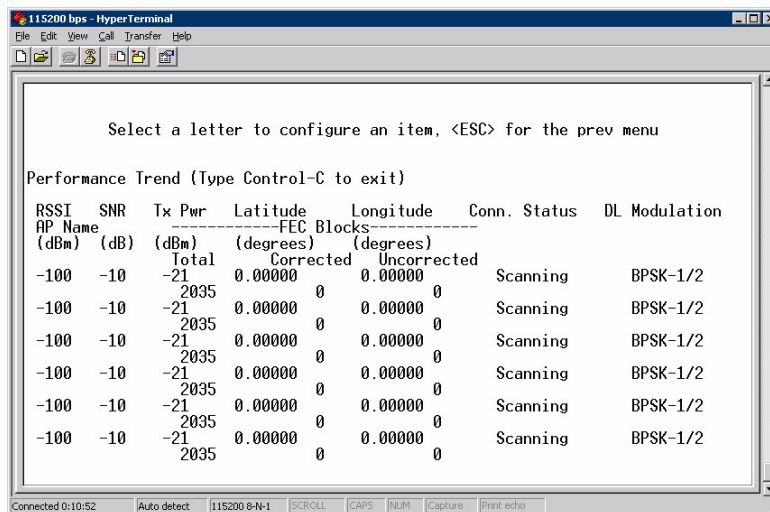 115200 bps - HyperTerminal
File Edit View Call Transfer Help
Select a letter to configure an item, <ESC> for the prev menu
Performance Trend (Type Control-C to exit)
RSSI SNR Tx Pwr Latitude Longitude Conn. Status DL Modulation
AP Name ------------FEC Blocks------------
(dBm) (dB) (dBm) (degrees) (degrees)
Total Corrected Uncorrected
-100 -10 -21 0.00000 0.00000 Scanning BPSK-1/2
2035 0 0
-100 -10 -21 0.00000 0.00000 Scanning BPSK-1/2
2035 0 0
-100 -10 -21 0.00000 0.00000 Scanning BPSK-1/2
2035 0 0
-100 -10 -21 0.00000 0.00000 Scanning BPSK-1/2
2035 0 0
-100 -10 -21 0.00000 0.00000 Scanning BPSK-1/2
2035 0 0
-100 -10 -21 0.00000 0.00000 Scanning BPSK-1/2
2035 0 0
Connected 0:10:52 Auto detect 115200 8-N-1 SCROLL CAPS NUM Capture Print echo